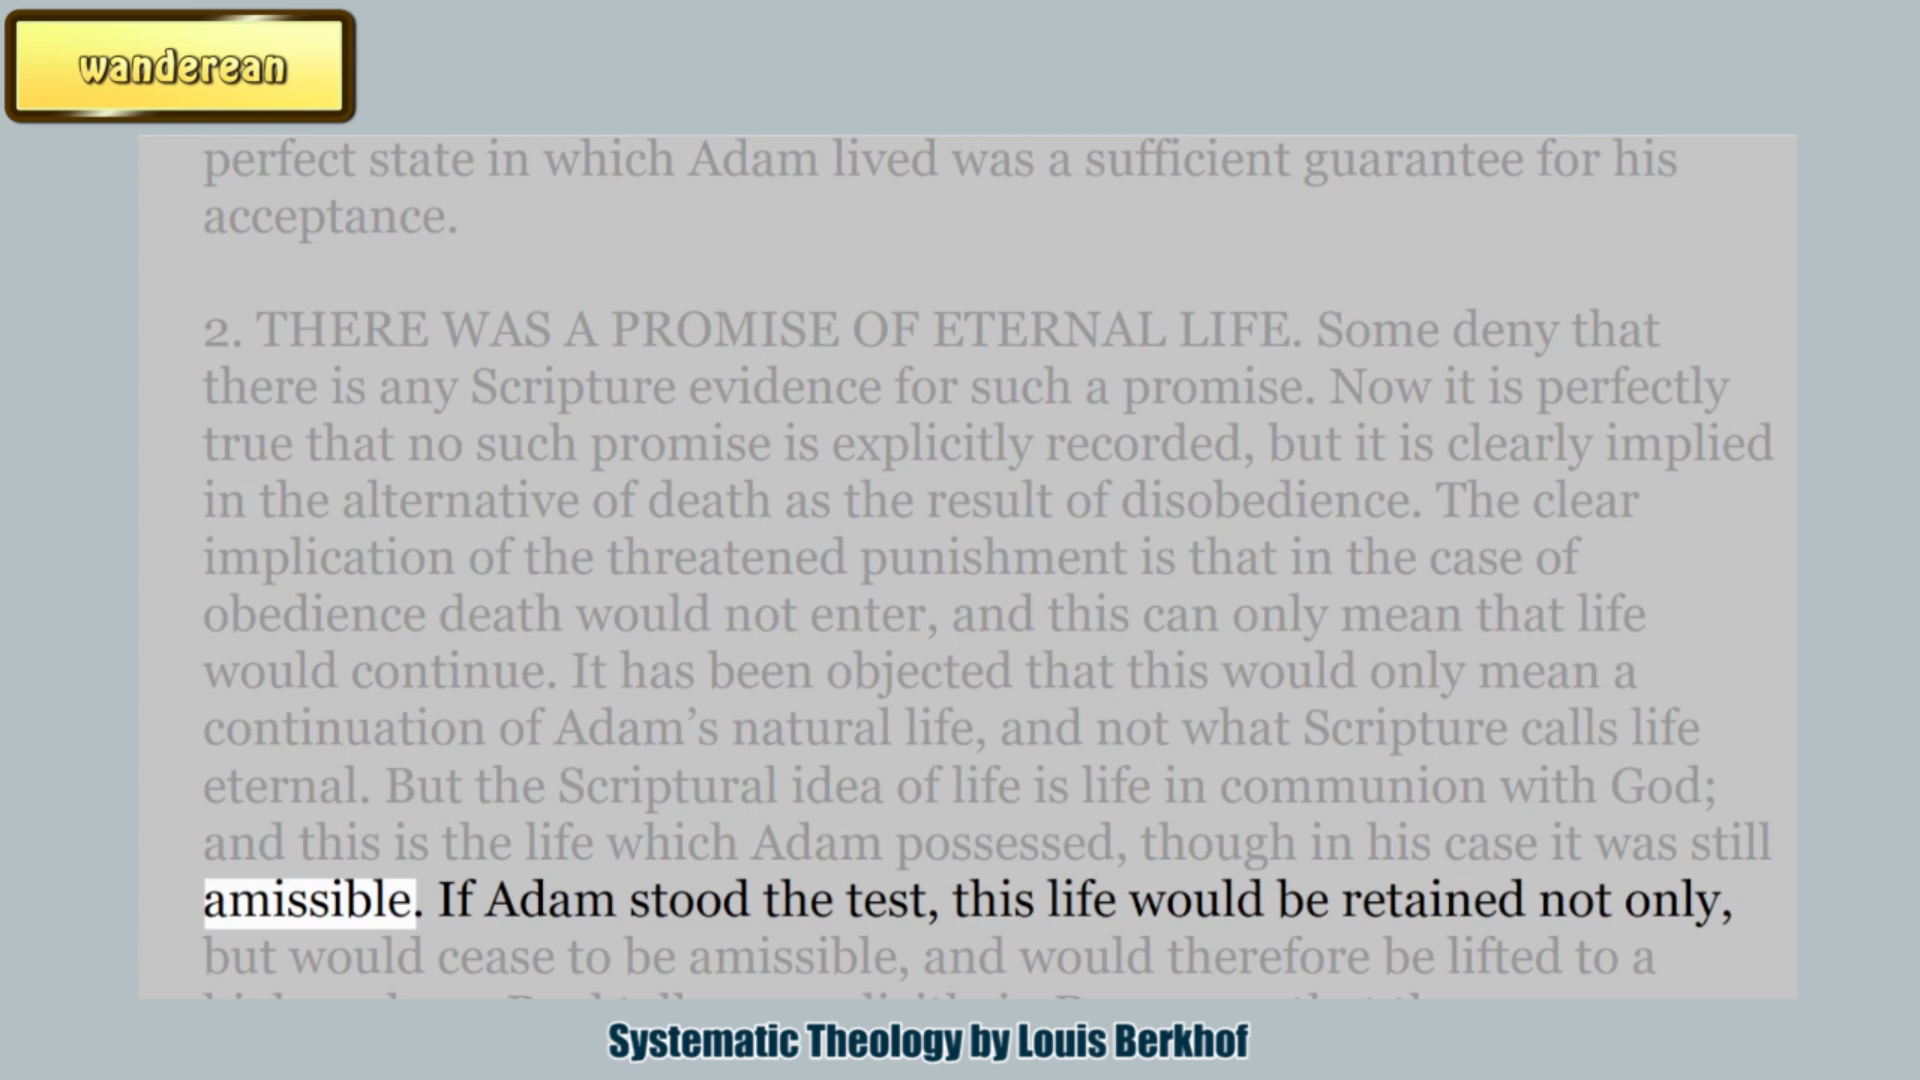 wanderean
perfect state in which Adam lived was a sufficient guarantee for his
acceptance.
2. THERE WAS A PROMISE OF ETERNAL LIFE. Some deny that
there is any Scripture evidence for such a promise. Now it is perfectly
true that no such promise is explicitly recorded, but it is clearly implied
in the alternative of death as the result of disobedience. The clear
implication of the threatened punishment is that in the case of
obedience death would not enter, and this can only mean that life
would continue. It has been objected that this would only mean a
continuation of Adam’s natural life, and not what Scripture calls life
eternal. But the Scriptural idea of life is life in communion with God;
and this is the life which Adam possessed, though in his case it was still
amissible. If Adam stood the test, this life would be retained not only,
but would cease to be amissible, and would therefore be lifted to a
Systematic Theology by Louis Berkhof